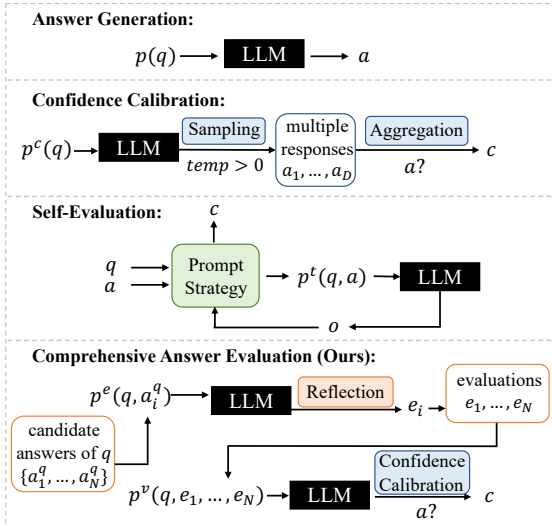 Answer Generation:
p(q) LLM a
Confidence Calibration:
p^c(q) LLM Sampling temp > 0
multiple
responses
a_1, ..., a_D
Aggregation a? c
Self-Evaluation:
c
q
a
Prompt
Strategy
p^t(q, a) LLM
o
Comprehensive Answer Evaluation (Ours):
p^e(q, a_i^q) LLM Reflection e_i
evaluations
e_1, ..., e_N
candidate
answers of q
{a_1^q, ..., a_N^q}
p^v(q, e_1, ..., e_N) LLM
Confidence
Calibration
a? c